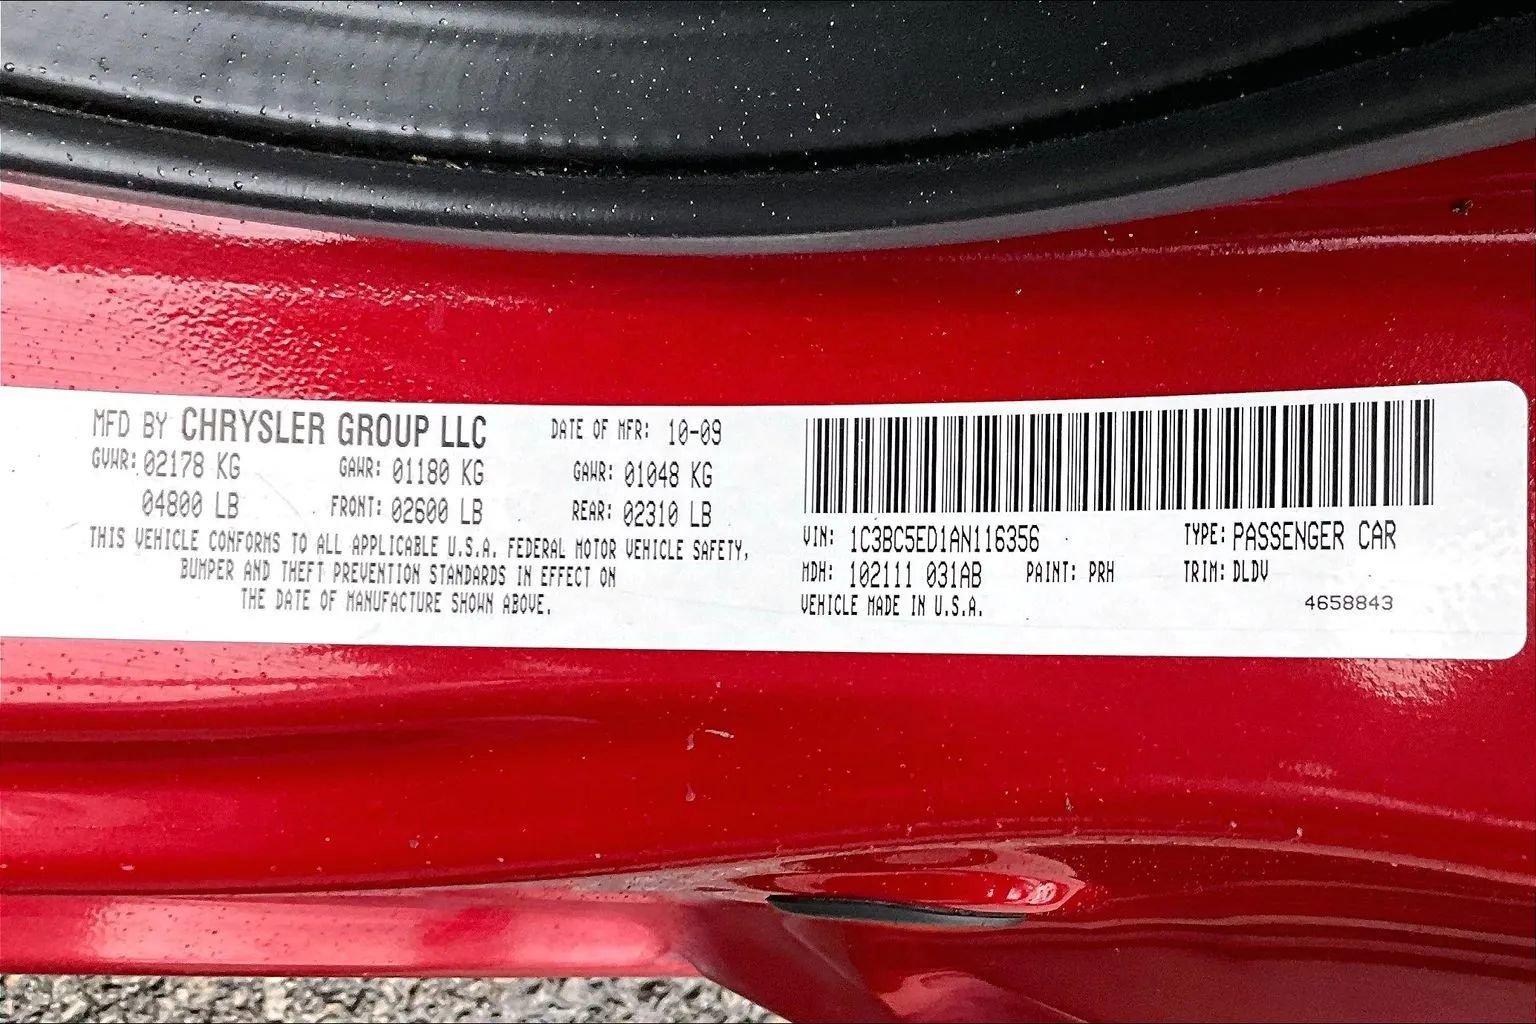 MFD BY CHRYSLER GROUP LLC DATE OF MFR: 10-09
GVWR: 02178 KG GAWR: 01180 KG GAWR: 01048 KG
04800 LB FRONT: 02600 LB REAR: 02310 LB
THIS VEHICLE CONFORMS TO ALL APPLICABLE U.S.A. FEDERAL MOTOR VEHICLE SAFETY,
BUMPER AND THEFT PREVENTION STANDARDS IN EFFECT ON
THE DATE OF MANUFACTURE SHOWN ABOVE.
VIN: 1C3BC5ED1AN116356 TYPE: PASSENGER CAR
MDH: 102111 031AB PAINT: PRH TRIM: DLDV
VEHICLE MADE IN U.S.A.
4658843